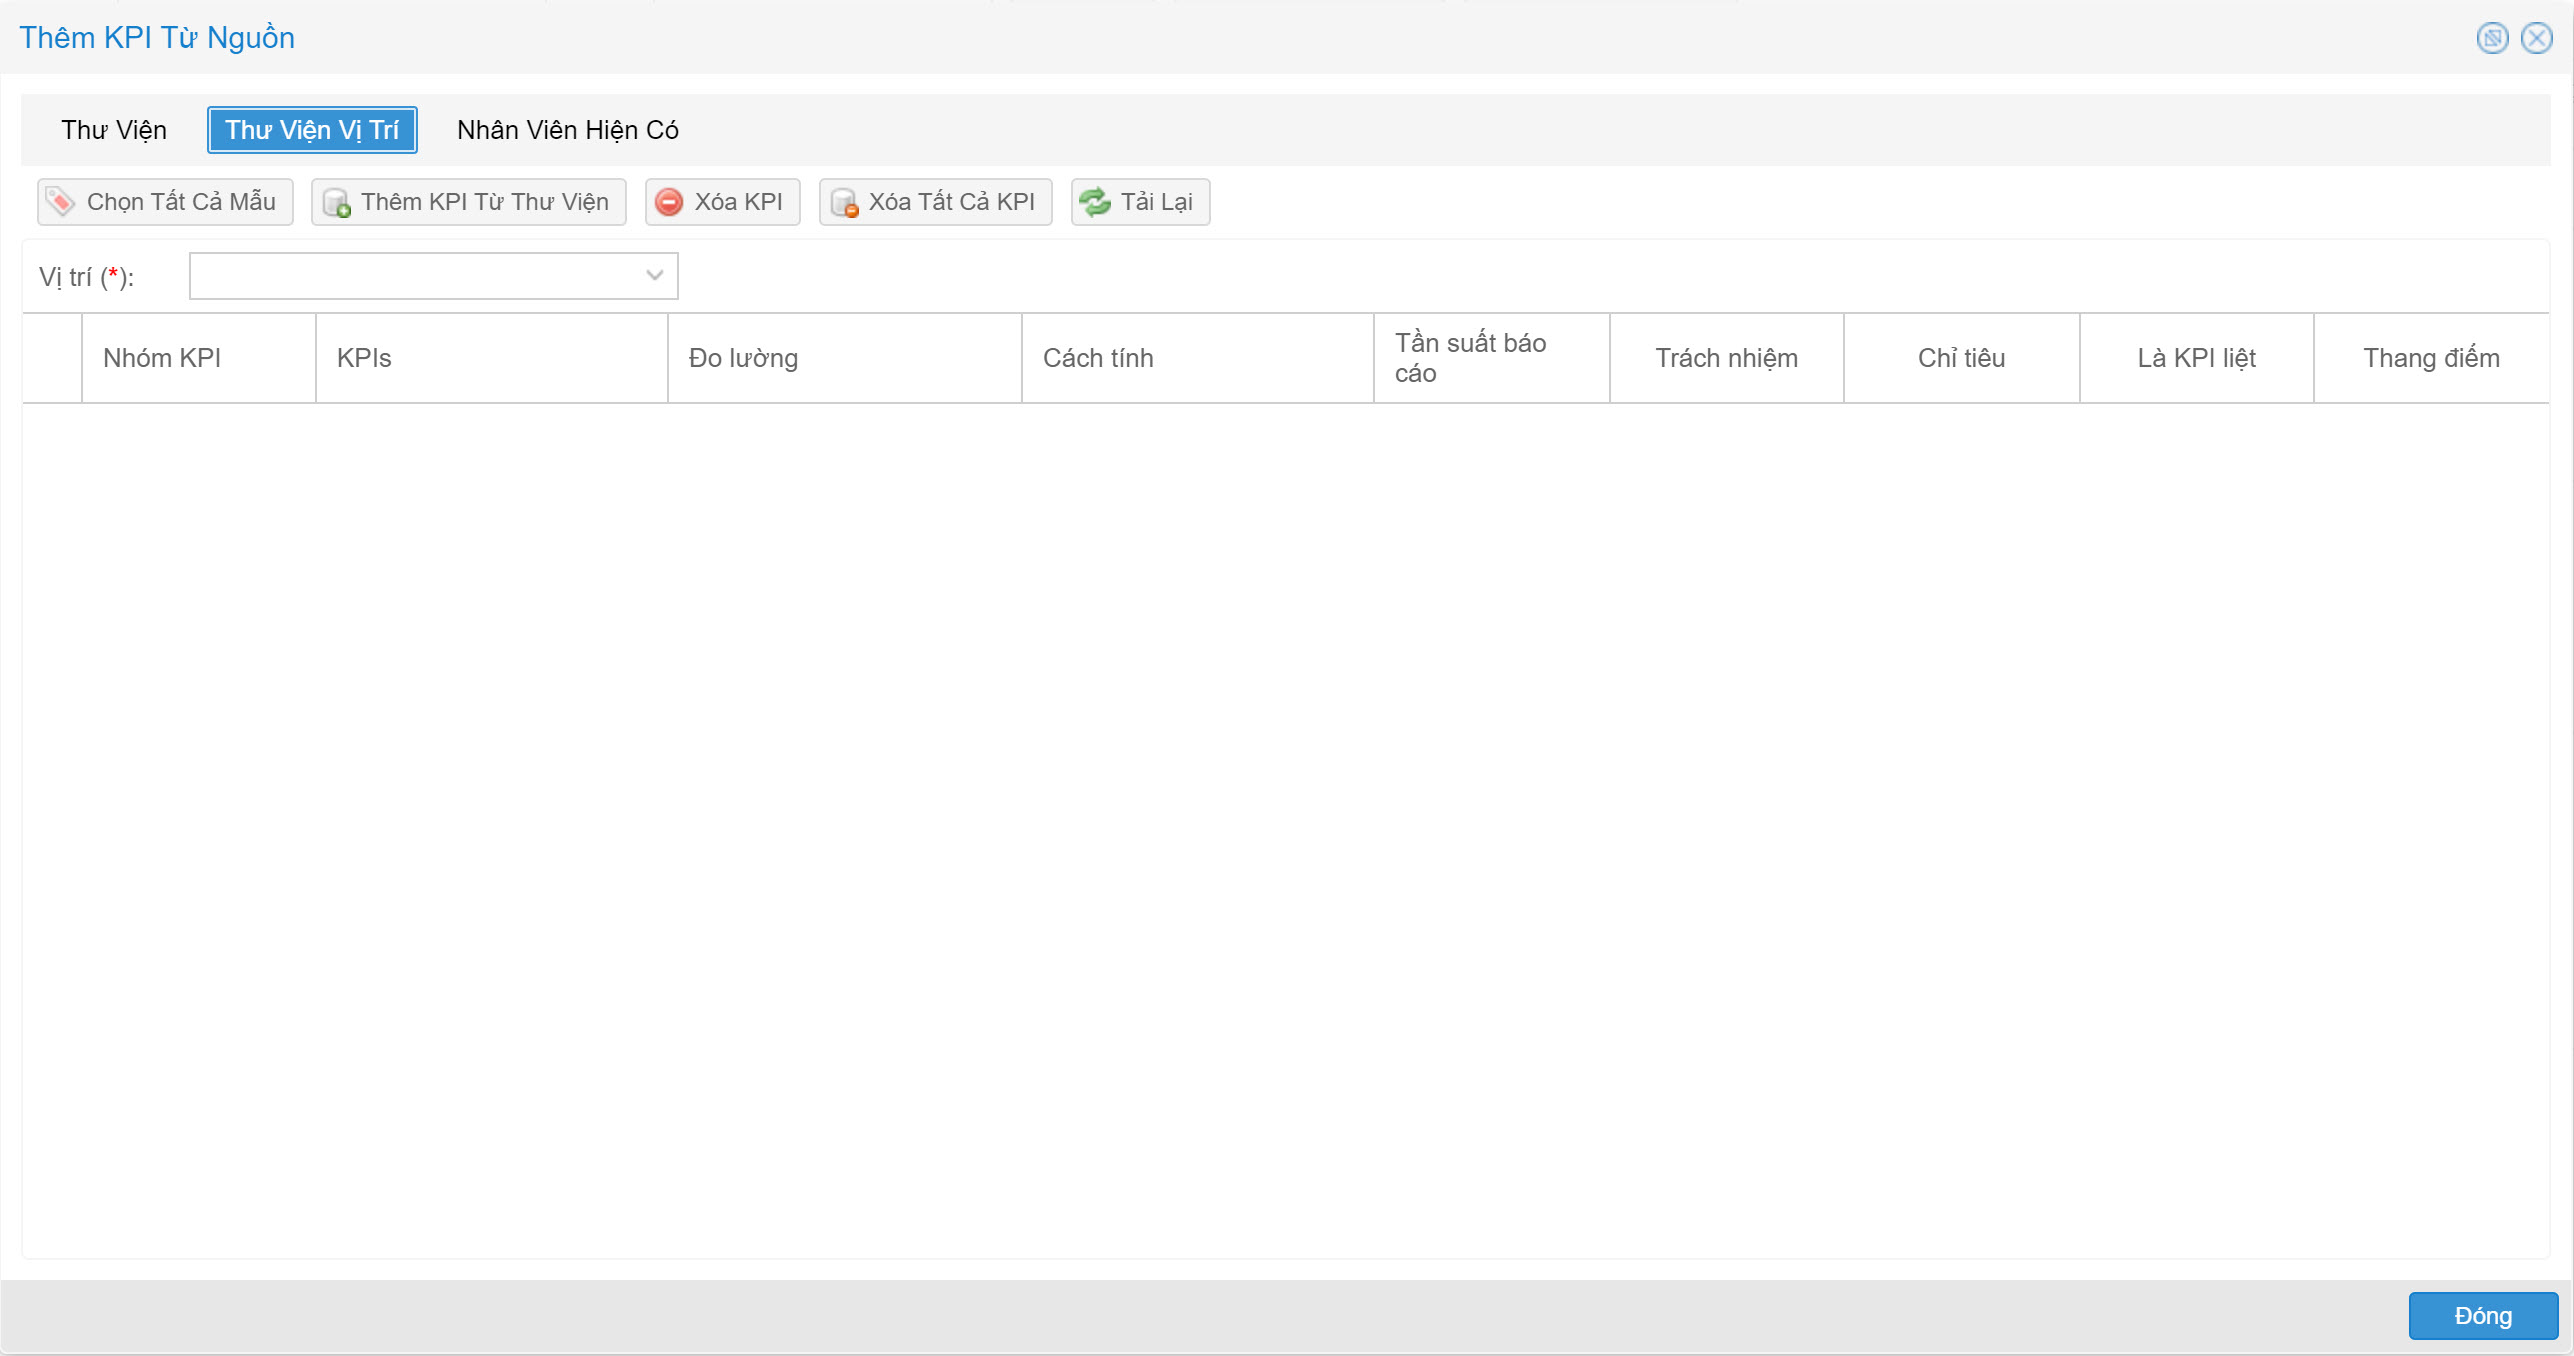 Thêm KPI Từ Nguồn
Thư Viện Thư Viện Vị Trí Nhân Viên Hiện Có
Chọn Tất Cả Mẫu Thêm KPI Từ Thư Viện Xóa KPI Xóa Tất Cả KPI Tải Lại
Vị trí (*):
Nhóm KPI KPIs Đo lường Cách tính Tần suất báo cáo Trách nhiệm Chỉ tiêu Là KPI liệt Thang điểm
Đóng